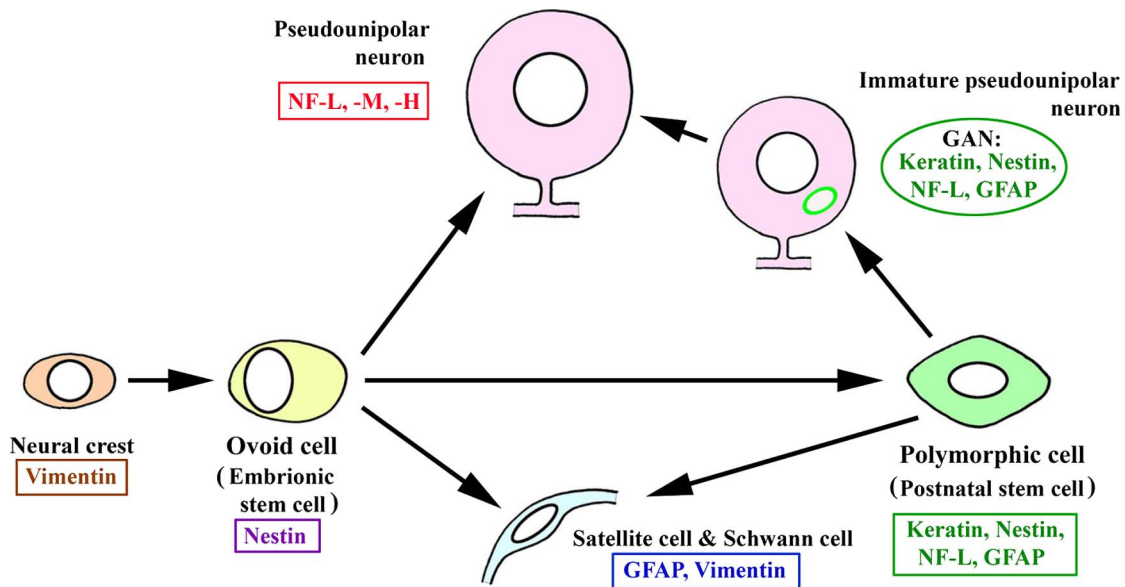 Pseudounipolar
neuron
NF-L, -M, -H
Immature pseudounipolar
neuron
GAN:
Keratin, Nestin,
NF-L, GFAP
Neural crest
Vimentin
Ovoid cell
(Embrionic
stem cell)
Nestin
Satellite cell & Schwann cell
GFAP, Vimentin
Polymorphic cell
(Postnatal stem cell)
Keratin, Nestin,
NF-L, GFAP